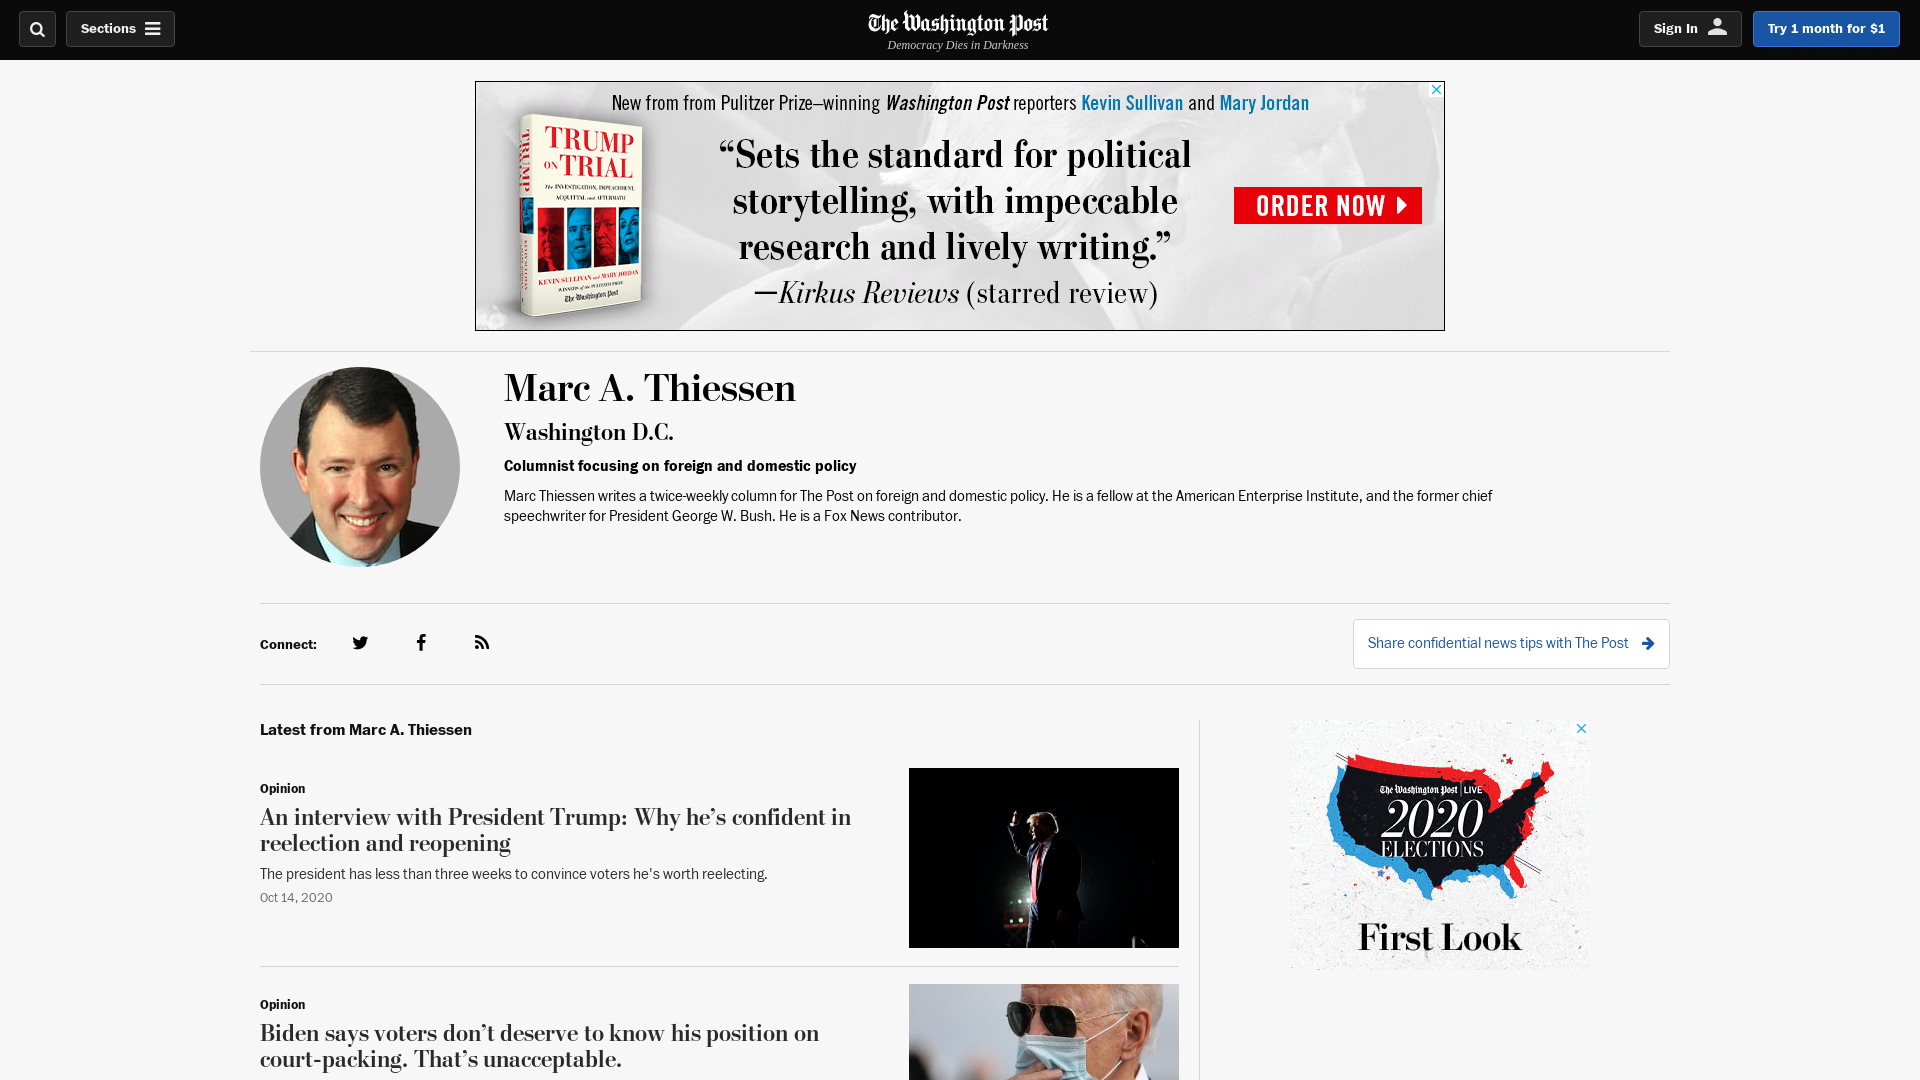 Sections
The Washington Post
Democracy Dies in Darkness
Sign In
Try 1 month for $1
New from from Pulitzer Prize–winning Washington Post reporters Kevin Sullivan and Mary Jordan
TRUMP
TRUMP
ON TRIAL
The INVESTIGATION, IMPEACHMENT,
ACQUITTAL and AFTERMATH
KEVIN SULLIVAN and MARY JORDAN
WINNERS of the PULITZER PRIZE
The Washington Post
“Sets the standard for political
storytelling, with impeccable
research and lively writing.”
—Kirkus Reviews (starred review)
ORDER NOW
Marc A. Thiessen
Washington D.C.
Columnist focusing on foreign and domestic policy
Marc Thiessen writes a twice-weekly column for The Post on foreign and domestic policy. He is a fellow at the American Enterprise Institute, and the former chief
speechwriter for President George W. Bush. He is a Fox News contributor.
Connect:
Share confidential news tips with The Post
Latest from Marc A. Thiessen
Opinion
An interview with President Trump: Why he’s confident in
reelection and reopening
The president has less than three weeks to convince voters he's worth reelecting.
Oct 14, 2020
The Washington Post LIVE
2020
ELECTIONS
First Look
Opinion
Biden says voters don’t deserve to know his position on
court-packing. That’s unacceptable.